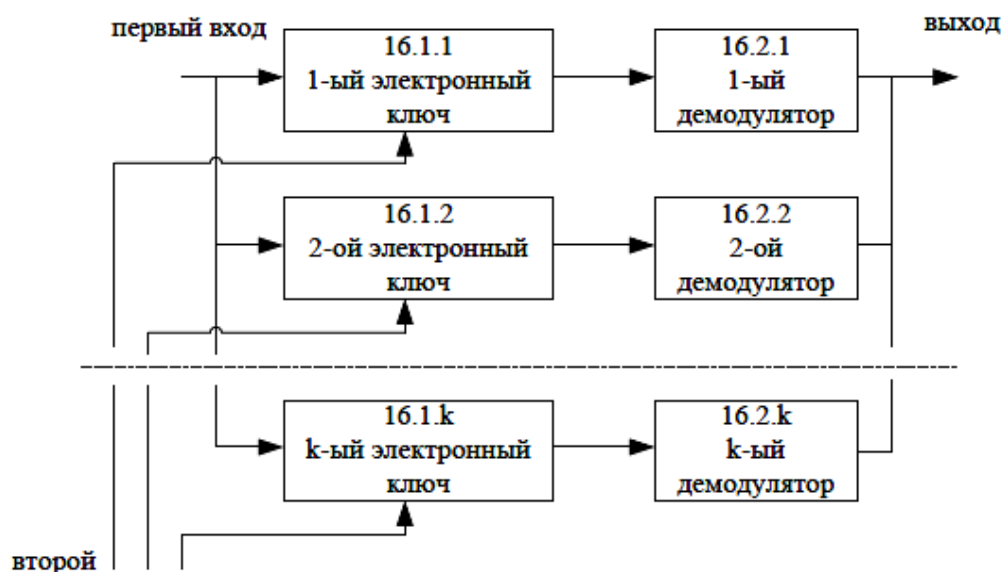 первый вход
выход
16.1.1
1-ый электронный
ключ
16.2.1
1-ый
демодулятор
16.1.2
2-ой электронный
ключ
16.2.2
2-ой
демодулятор
16.1.k
k-ый электронный
ключ
16.2.k
k-ый
демодулятор
второй